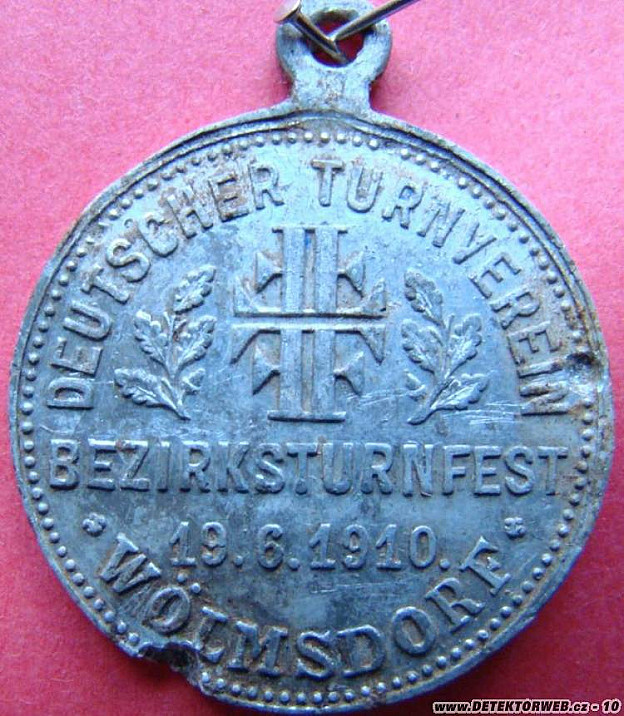 DEUTSCHER TURNVEREIN
BEZIRKSTURNFEST
19.6.1910.
WÖLMSDORF
www.DETEKTORWEB.cz - 10